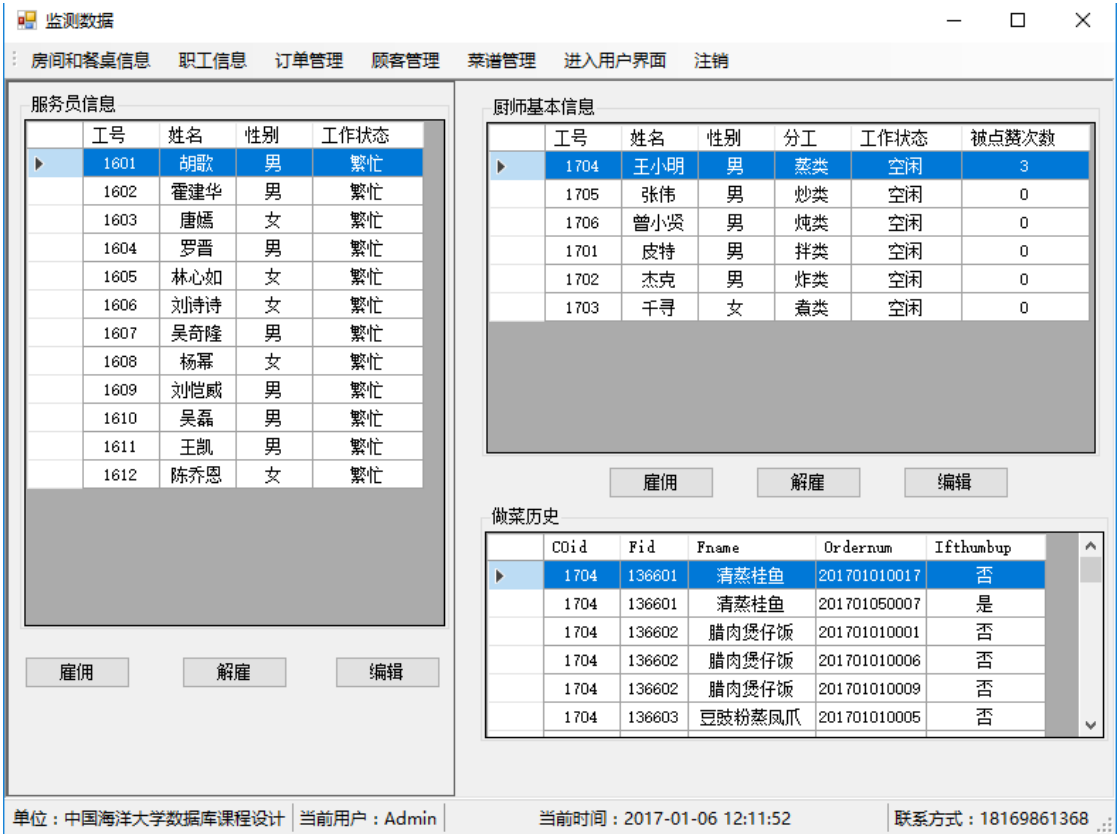 监测数据
房间和餐桌信息 职工信息 订单管理 顾客管理 菜谱管理 进入用户界面 注销
服务员信息
工号 姓名 性别 工作状态
1601 胡歌 男 繁忙
1602 霍建华 男 繁忙
1603 唐嫣 女 繁忙
1604 罗晋 男 繁忙
1605 林心如 女 繁忙
1606 刘诗诗 女 繁忙
1607 吴奇隆 男 繁忙
1608 杨幂 女 繁忙
1609 刘恺威 男 繁忙
1610 吴磊 男 繁忙
1611 王凯 男 繁忙
1612 陈乔恩 女 繁忙
雇佣 解雇 编辑
厨师基本信息
工号 姓名 性别 分工 工作状态 被点赞次数
1704 王小明 男 蒸类 空闲 3
1705 张伟 男 炒类 空闲 0
1706 曾小贤 男 炖类 空闲 0
1701 皮特 男 拌类 空闲 0
1702 杰克 男 炸类 空闲 0
1703 千寻 女 煮类 空闲 0
雇佣 解雇 编辑
做菜历史
COid Fid Fname Ordernum Ifthumbup
1704 136601 清蒸桂鱼 201701010017 否
1704 136601 清蒸桂鱼 201701050007 是
1704 136602 腊肉煲仔饭 201701010001 否
1704 136602 腊肉煲仔饭 201701010006 否
1704 136602 腊肉煲仔饭 201701010009 否
1704 136603 豆豉粉蒸凤爪 201701010005 否
单位：中国海洋大学数据库课程设计 当前用户：Admin 当前时间：2017-01-06 12:11:52 联系方式：18169861368